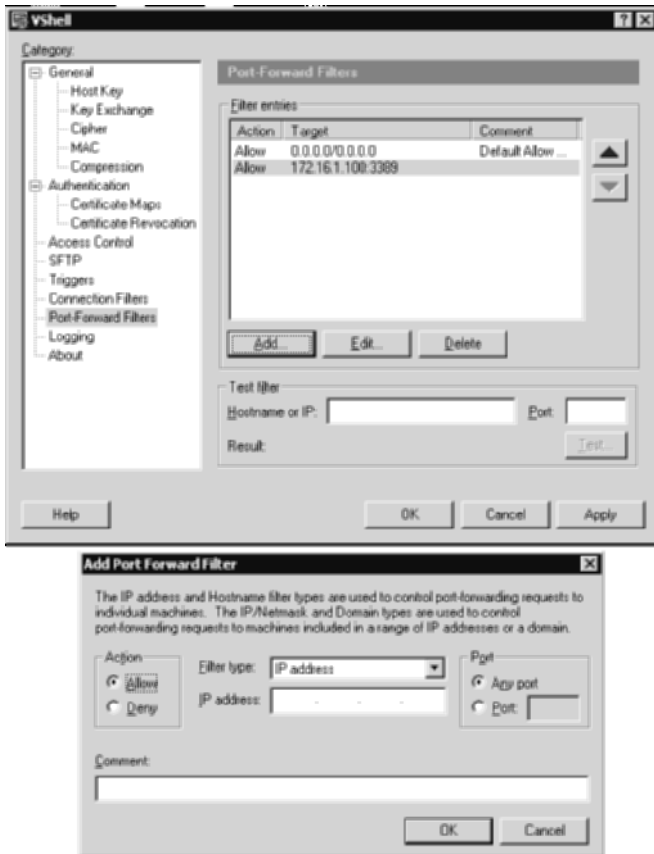 VShell
Category:
General
Host Key
Key Exchange
Cipher
MAC
Compression
Authentication
Certificate Maps
Certificate Revocation
Access Control
SFTP
Triggers
Connection Filters
Port-Forward Filters
Logging
About
Port-Forward Filters
Filter entries
Action Target Comment
Allow 0.0.0.0/0.0.0.0 Default Allow ...
Allow 172.16.1.100:3389
Add... Edit... Delete
Test filter
Hostname or IP: Port:
Result: Test...
Help OK Cancel Apply
Add Port Forward Filter
The IP address and Hostname filter types are used to control port-forwarding requests to
individual machines. The IP/Netmask and Domain types are used to control
port-forwarding requests to machines included in a range of IP addresses or a domain.
Action
Allow
Deny
Filter type: IP address
IP address: . . .
Port
Any port
Port:
Comment:
OK Cancel